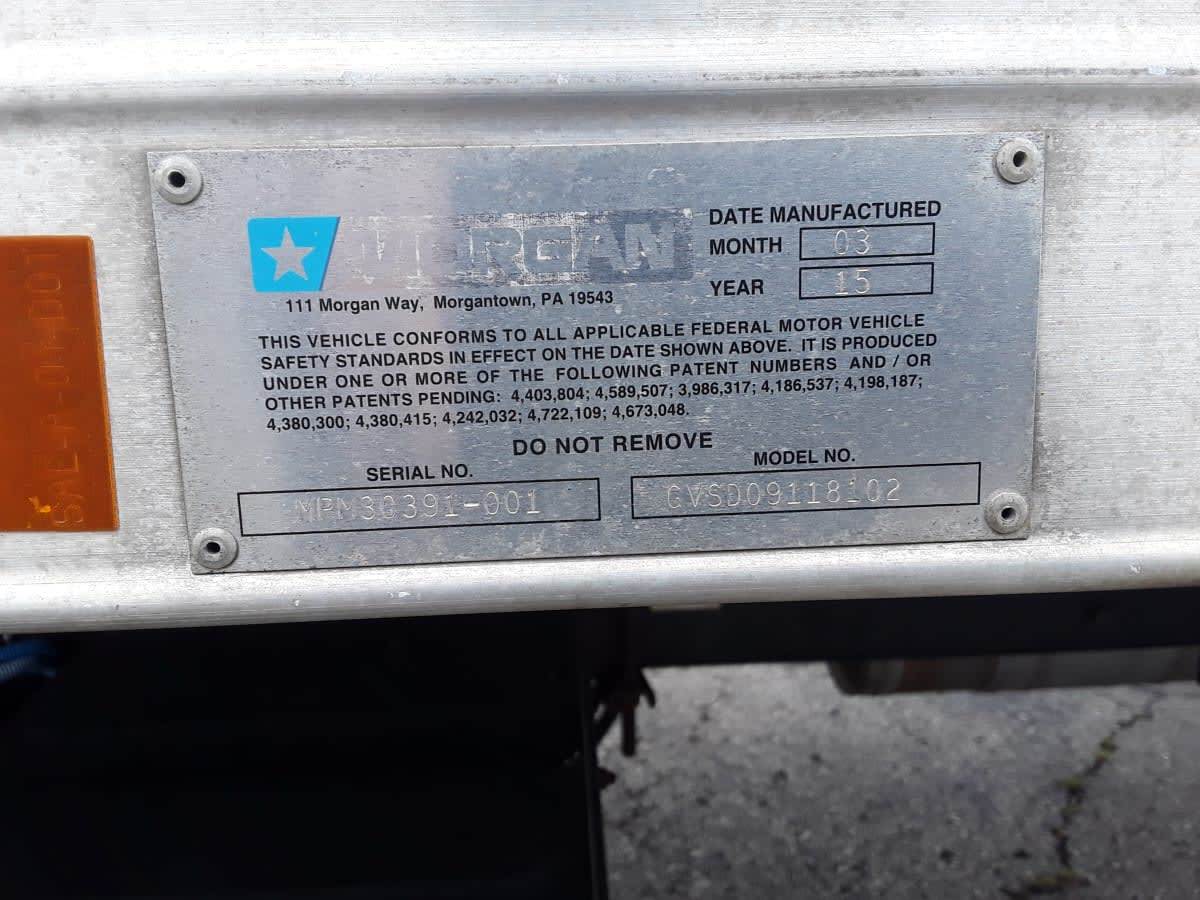 MORGAN
111 Morgan Way, Morgantown, PA 19543
DATE MANUFACTURED
MONTH 03
YEAR 15
THIS VEHICLE CONFORMS TO ALL APPLICABLE FEDERAL MOTOR VEHICLE
SAFETY STANDARDS IN EFFECT ON THE DATE SHOWN ABOVE. IT IS PRODUCED
UNDER ONE OR MORE OF THE FOLLOWING PATENT NUMBERS AND / OR
OTHER PATENTS PENDING: 4,403,804; 4,589,507; 3,986,317; 4,186,537; 4,198,187;
4,380,300; 4,380,415; 4,242,032; 4,722,109; 4,673,048.
DO NOT REMOVE
SERIAL NO.
MODEL NO.
GVSD09118102